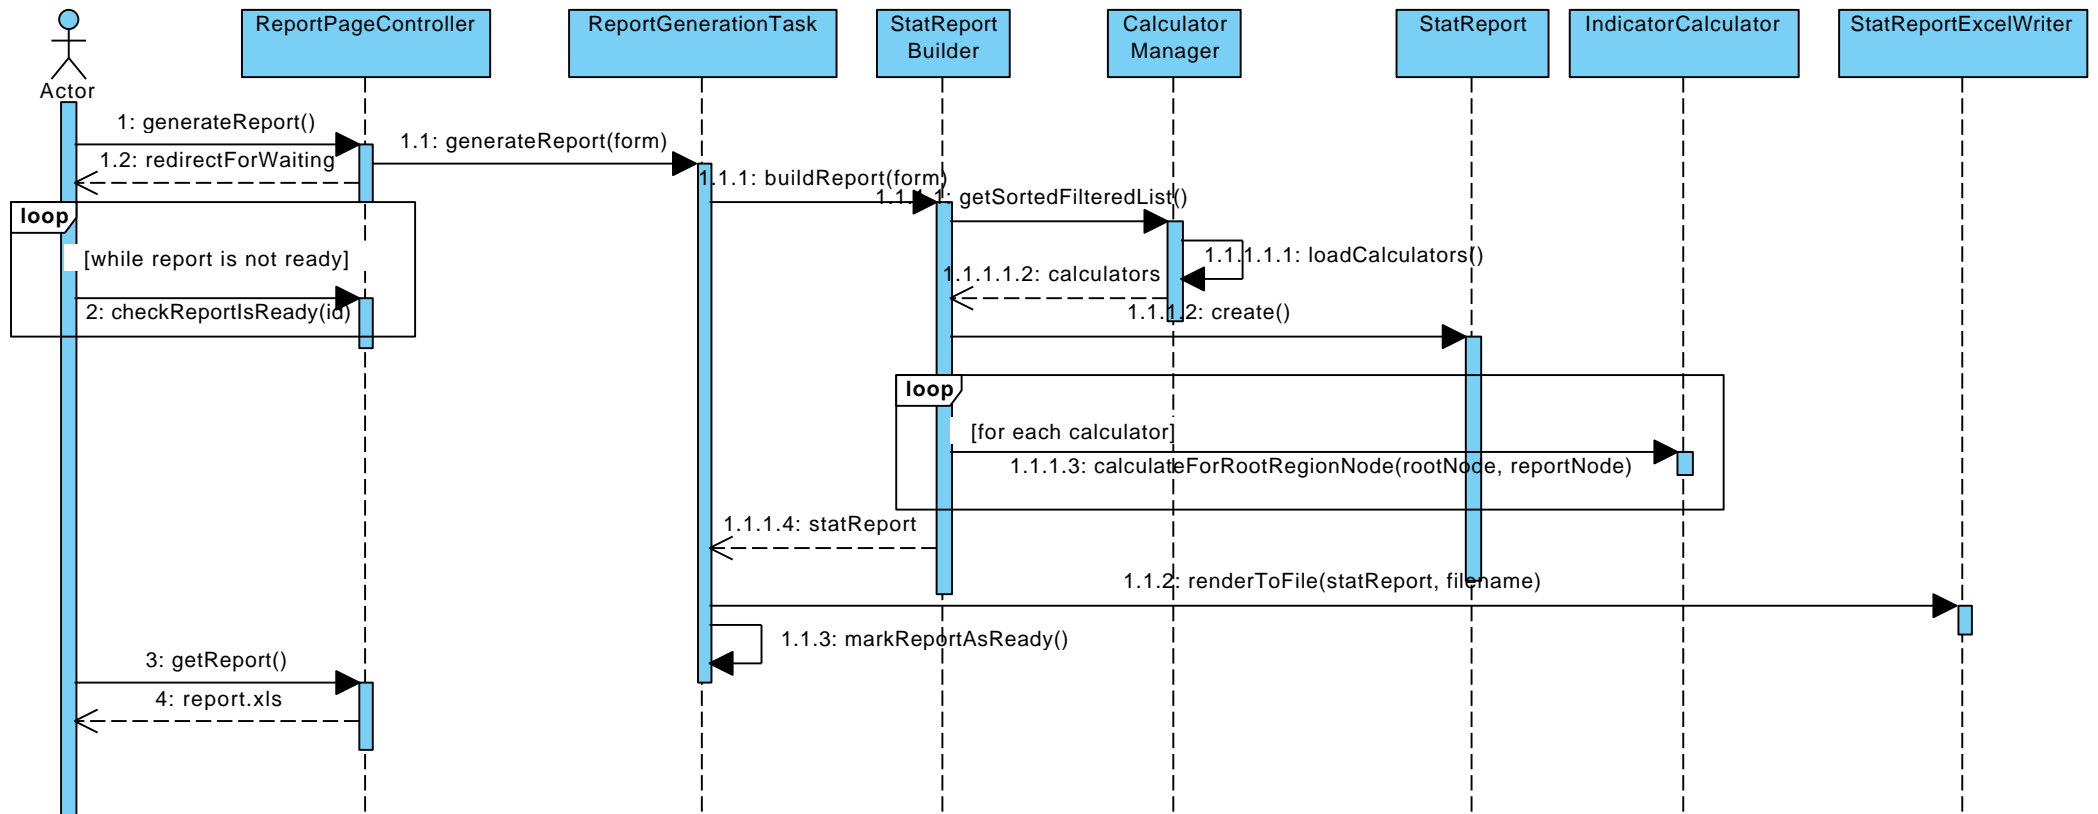 ReportPageController
ReportGenerationTask
StatReport
Builder
Calculator
Manager
StatReport
IndicatorCalculator
StatReportExcelWriter
Actor
1: generateReport()
1.1: generateReport(form)
1.2: redirectForWaiting
1.1.1: buildReport(form)
1.1.1.1: getSortedFilteredList()
loop
[while report is not ready]
1.1.1.1.1: loadCalculators()
1.1.1.1.2: calculators
2: checkReportIsReady(id)
1.1.1.2: create()
loop
[for each calculator]
1.1.1.3: calculateForRootRegionNode(rootNode, reportNode)
1.1.1.4: statReport
1.1.2: renderToFile(statReport, filename)
1.1.3: markReportAsReady()
3: getReport()
4: report.xls